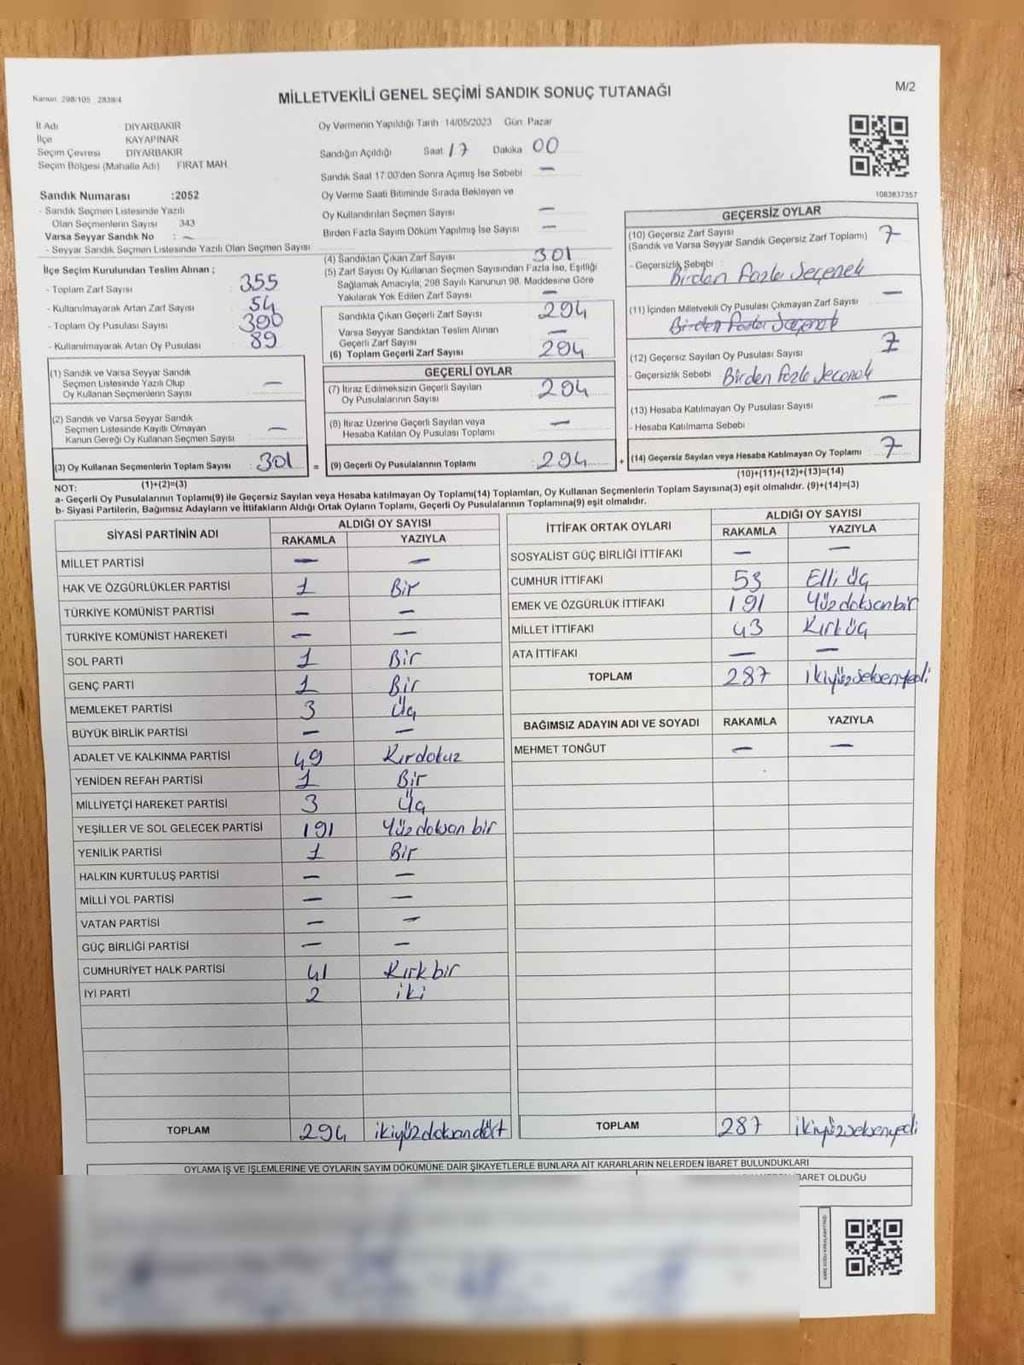 Kanun: 298/105 2839/4
MİLLETVEKİLİ GENEL SEÇİMİ SANDIK SONUÇ TUTANAĞI
M/2
İl Adı DİYARBAKIR
İlçe KAYAPINAR
Seçim Çevresi DİYARBAKIR
Seçim Bölgesi (Mahalle Adı) FIRAT MAH.
Sandık Numarası :2052
- Sandık Seçmen Listesinde Yazılı
Olan Seçmenlerin Sayısı 343
Varsa Seyyar Sandık No : —
- Seyyar Sandık Seçmen Listesinde Yazılı Olan Seçmen Sayısı
İlçe Seçim Kurulundan Teslim Alınan ;
- Toplam Zarf Sayısı 355
- Kullanılmayarak Artan Zarf Sayısı 54
- Toplam Oy Pusulası Sayısı 390
- Kullanılmayarak Artan Oy Pusulası 89
(1) Sandık ve Varsa Seyyar Sandık
Seçmen Listesinde Yazılı Olup
Oy Kullanan Seçmenlerin Sayısı —
(2) Sandık ve Varsa Seyyar Sandık
Seçmen Listesinde Kayıtlı Olmayan
Kanun Gereği Oy Kullanan Seçmen Sayısı —
(3) Oy Kullanan Seçmenlerin Toplam Sayısı 301
(1)+(2)=(3)
Oy Vermenin Yapıldığı Tarih 14/05/2023 Gün Pazar
Sandığın Açıldığı Saat 17 Dakika 00
Sandık Saat 17:00'den Sonra Açılmış İse Sebebi —
Oy Verme Saati Bitiminde Sırada Bekleyen ve
Oy Kullandırılan Seçmen Sayısı —
Birden Fazla Sayım Döküm Yapılmış İse Sayısı —
(4) Sandıktan Çıkan Zarf Sayısı 301
(5) Zarf Sayısı Oy Kullanan Seçmen Sayısından Fazla İse, Eşitliği
Sağlamak Amacıyla; 298 Sayılı Kanunun 98. Maddesine Göre
Yakılarak Yok Edilen Zarf Sayısı —
Sandıkta Çıkan Geçerli Zarf Sayısı 294
Varsa Seyyar Sandıktan Teslim Alınan
Geçerli Zarf Sayısı —
(6) Toplam Geçerli Zarf Sayısı 294
GEÇERLİ OYLAR
(7) İtiraz Edilmeksizin Geçerli Sayılan
Oy Pusulalarının Sayısı 294
(8) İtiraz Üzerine Geçerli Sayılan veya
Hesaba Katılan Oy Pusulası Toplamı —
= (9) Geçerli Oy Pusulalarının Toplamı 294 +
1083837357
GEÇERSİZ OYLAR
(10) Geçersiz Zarf Sayısı 7
(Sandık ve Varsa Seyyar Sandık Geçersiz Zarf Toplamı)
- Geçersizlik Sebebi
Birden Fazla Seçenek
(11) İçinden Milletvekili Oy Pusulası Çıkmayan Zarf Sayısı —
Birden Fazla Seçenek
(12) Geçersiz Sayılan Oy Pusulası Sayısı 7
- Geçersizlik Sebebi Birden Fazla Seçenek
(13) Hesaba Katılmayan Oy Pusulası Sayısı —
- Hesaba Katılmama Sebebi
(14) Geçersiz Sayılan veya Hesaba Katılmayan Oy Toplamı 7
(10)+(11)+(12)+(13)=(14)
NOT:
a- Geçerli Oy Pusulalarının Toplamı(9) ile Geçersiz Sayılan veya Hesaba katılmayan Oy Toplamı(14) Toplamları, Oy Kullanan Seçmenlerin Toplam Sayısına(3) eşit olmalıdır. (9)+(14)=(3)
b- Siyasi Partilerin, Bağımsız Adayların ve İttifakların Aldığı Ortak Oyların Toplamı, Geçerli Oy Pusulalarının Toplamına(9) eşit olmalıdır.
SİYASİ PARTİNİN ADI
ALDIĞI OY SAYISI
RAKAMLA YAZIYLA
MİLLET PARTİSİ — —
HAK VE ÖZGÜRLÜKLER PARTİSİ 1 Bir
TÜRKİYE KOMÜNİST PARTİSİ — —
TÜRKİYE KOMÜNİST HAREKETİ — —
SOL PARTİ 1 Bir
GENÇ PARTİ 1 Bir
MEMLEKET PARTİSİ 3 Üç
BÜYÜK BİRLİK PARTİSİ — —
ADALET VE KALKINMA PARTİSİ 49 Kırdokuz
YENİDEN REFAH PARTİSİ 1 Bir
MİLLİYETÇİ HAREKET PARTİSİ 3 Üç
YEŞİLLER VE SOL GELECEK PARTİSİ 191 Yüz doksan bir
YENİLİK PARTİSİ 1 Bir
HALKIN KURTULUŞ PARTİSİ — —
MİLLİ YOL PARTİSİ — —
VATAN PARTİSİ — —
GÜÇ BİRLİĞİ PARTİSİ — —
CUMHURİYET HALK PARTİSİ 41 Kırk bir
İYİ PARTİ 2 iki
TOPLAM 294 ikiyüzdoksandört
İTTİFAK ORTAK OYLARI
ALDIĞI OY SAYISI
RAKAMLA YAZIYLA
SOSYALİST GÜÇ BİRLİĞİ İTTİFAKI — —
CUMHUR İTTİFAKI 53 Elli üç
EMEK VE ÖZGÜRLÜK İTTİFAKI 191 Yüz doksan bir
MİLLET İTTİFAKI 43 Kırk üç
ATA İTTİFAKI — —
TOPLAM 287 ikiyüzseksenyedi
BAĞIMSIZ ADAYIN ADI VE SOYADI RAKAMLA YAZIYLA
MEHMET TONĞUT — —
TOPLAM 287 ikiyüzseksenyedi
OYLAMA İŞ VE İŞLEMLERİNE VE OYLARIN SAYIM DÖKÜMÜNE DAİR ŞİKAYETLERLE BUNLARA AİT KARARLARIN NELERDEN İBARET BULUNDUKLARI
İBARET OLDUĞU